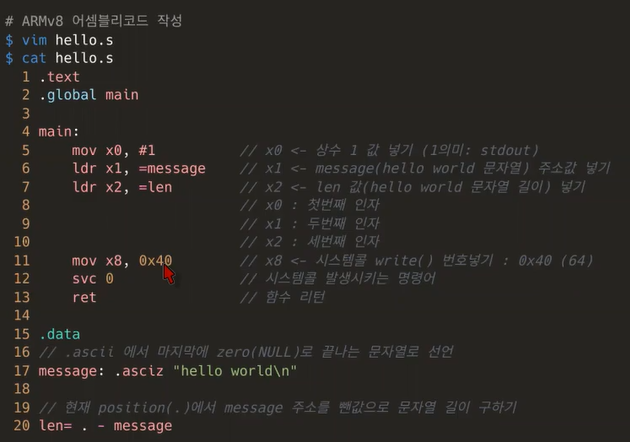 # ARMv8 어셈블리코드 작성
$ vim hello.s
$ cat hello.s
1 .text
2 .global main
3
4 main:
5     mov x0, #1          // x0 <- 상수 1 값 넣기 (1의미: stdout)
6     ldr x1, =message    // x1 <- message(hello world 문자열) 주소값 넣기
7     ldr x2, =len        // x2 <- len 값(hello world 문자열 길이) 넣기
8                         // x0 : 첫번째 인자
9                         // x1 : 두번째 인자
10                        // x2 : 세번째 인자
11    mov x8, 0x40        // x8 <- 시스템콜 write() 번호넣기 : 0x40 (64)
12    svc 0               // 시스템콜 발생시키는 명령어
13    ret                 // 함수 리턴
14
15 .data
16 // .ascii 에서 마지막에 zero(NULL)로 끝나는 문자열로 선언
17 message: .asciz "hello world\n"
18
19 // 현재 position(.)에서 message 주소를 뺀값으로 문자열 길이 구하기
20 len= . - message